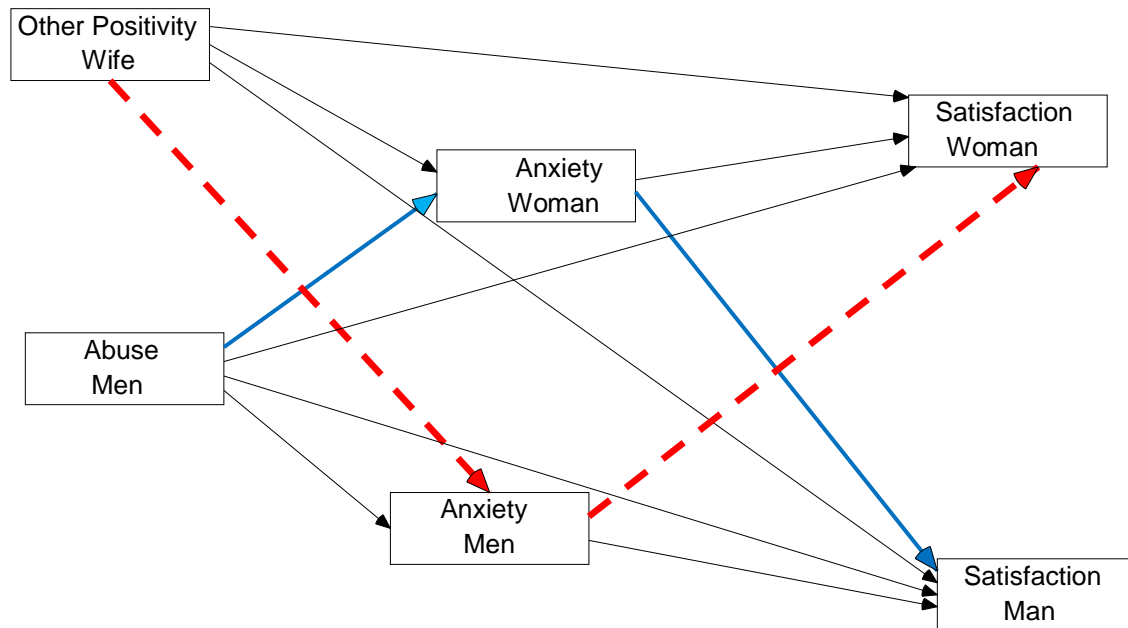 Other Positivity
Wife
Satisfaction
Woman
Anxiety
Woman
Abuse
Men
Anxiety
Men
Satisfaction
Man